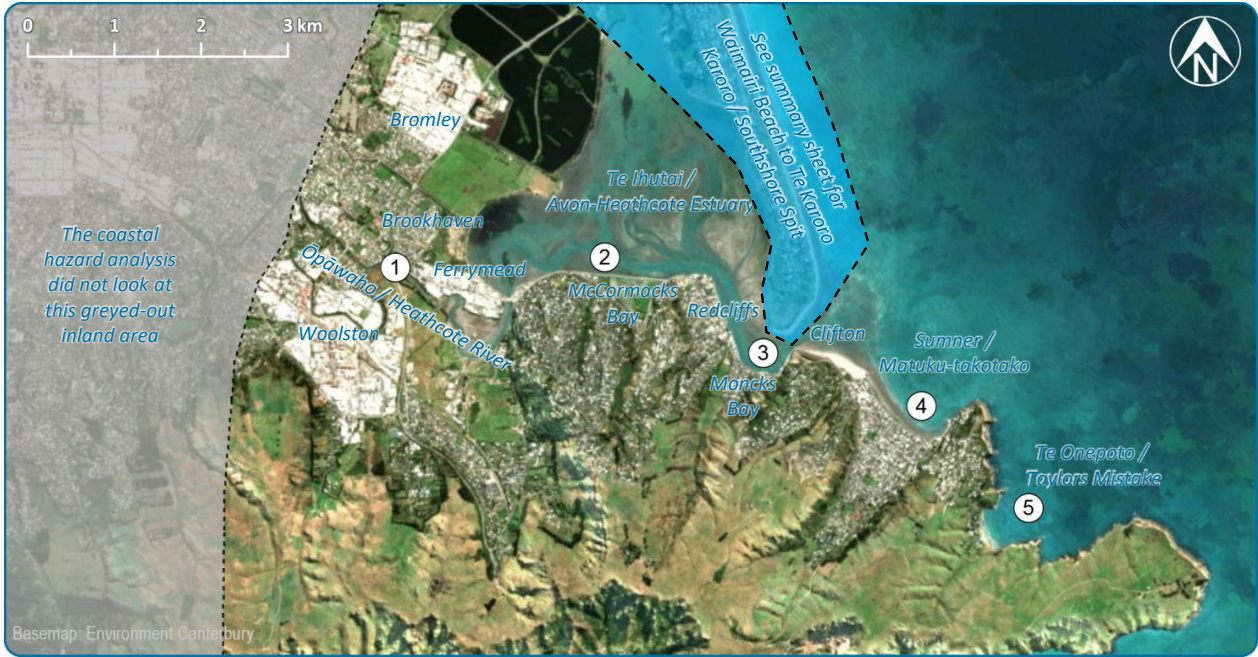 0 1 2 3 km
N
See summary sheet for
Waimairi Beach to Te Karoro
Karoro / Southshore Spit
Bromley
Te Ihutai /
Avon-Heathcote Estuary
Brookhaven
The coastal
hazard analysis
did not look at
this greyed-out
inland area
Ōpāwaho / Heathcote River
1
Ferrymead
2
McCormacks
Bay
Redcliffs
Woolston
Clifton
3
Moncks
Bay
Sumner /
Matuku-takotako
4
Te Onepoto /
Taylors Mistake
5
Basemap: Environment Canterbury